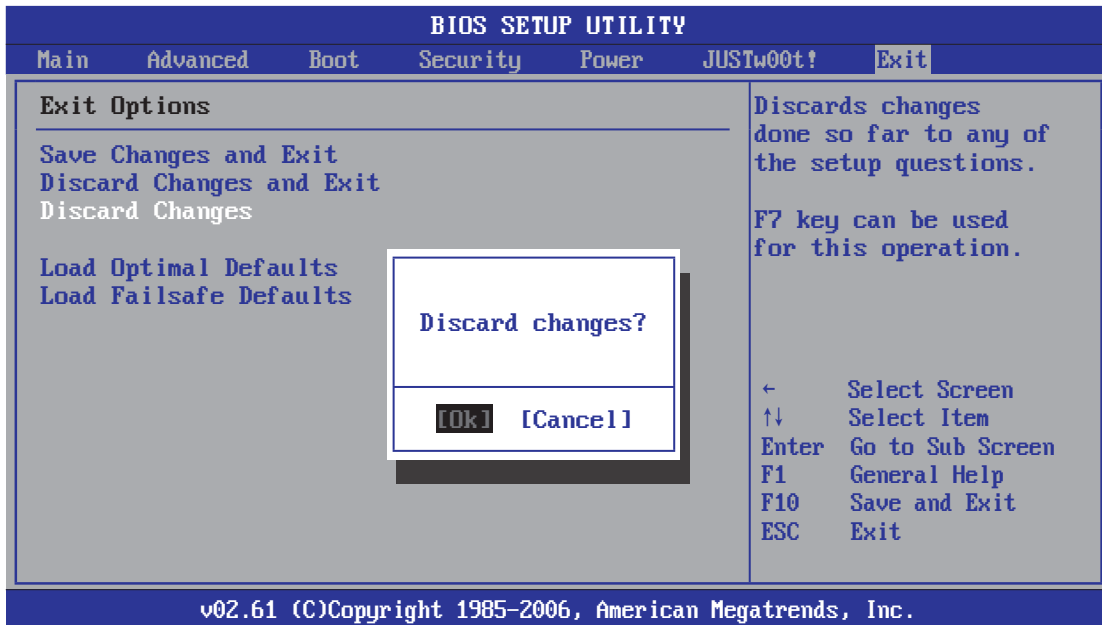 BIOS SETUP UTILITY
Main Advanced Boot Security Power JUSTw00t! Exit
Exit Options
Save Changes and Exit
Discard Changes and Exit
Discard Changes
Load Optimal Defaults
Load Failsafe Defaults
Discard changes?
[Ok] [Cancel]
Discards changes
done so far to any of
the setup questions.
F7 key can be used
for this operation.
← Select Screen
↑↓ Select Item
Enter Go to Sub Screen
F1 General Help
F10 Save and Exit
ESC Exit
v02.61 (C)Copyright 1985-2006, American Megatrends, Inc.